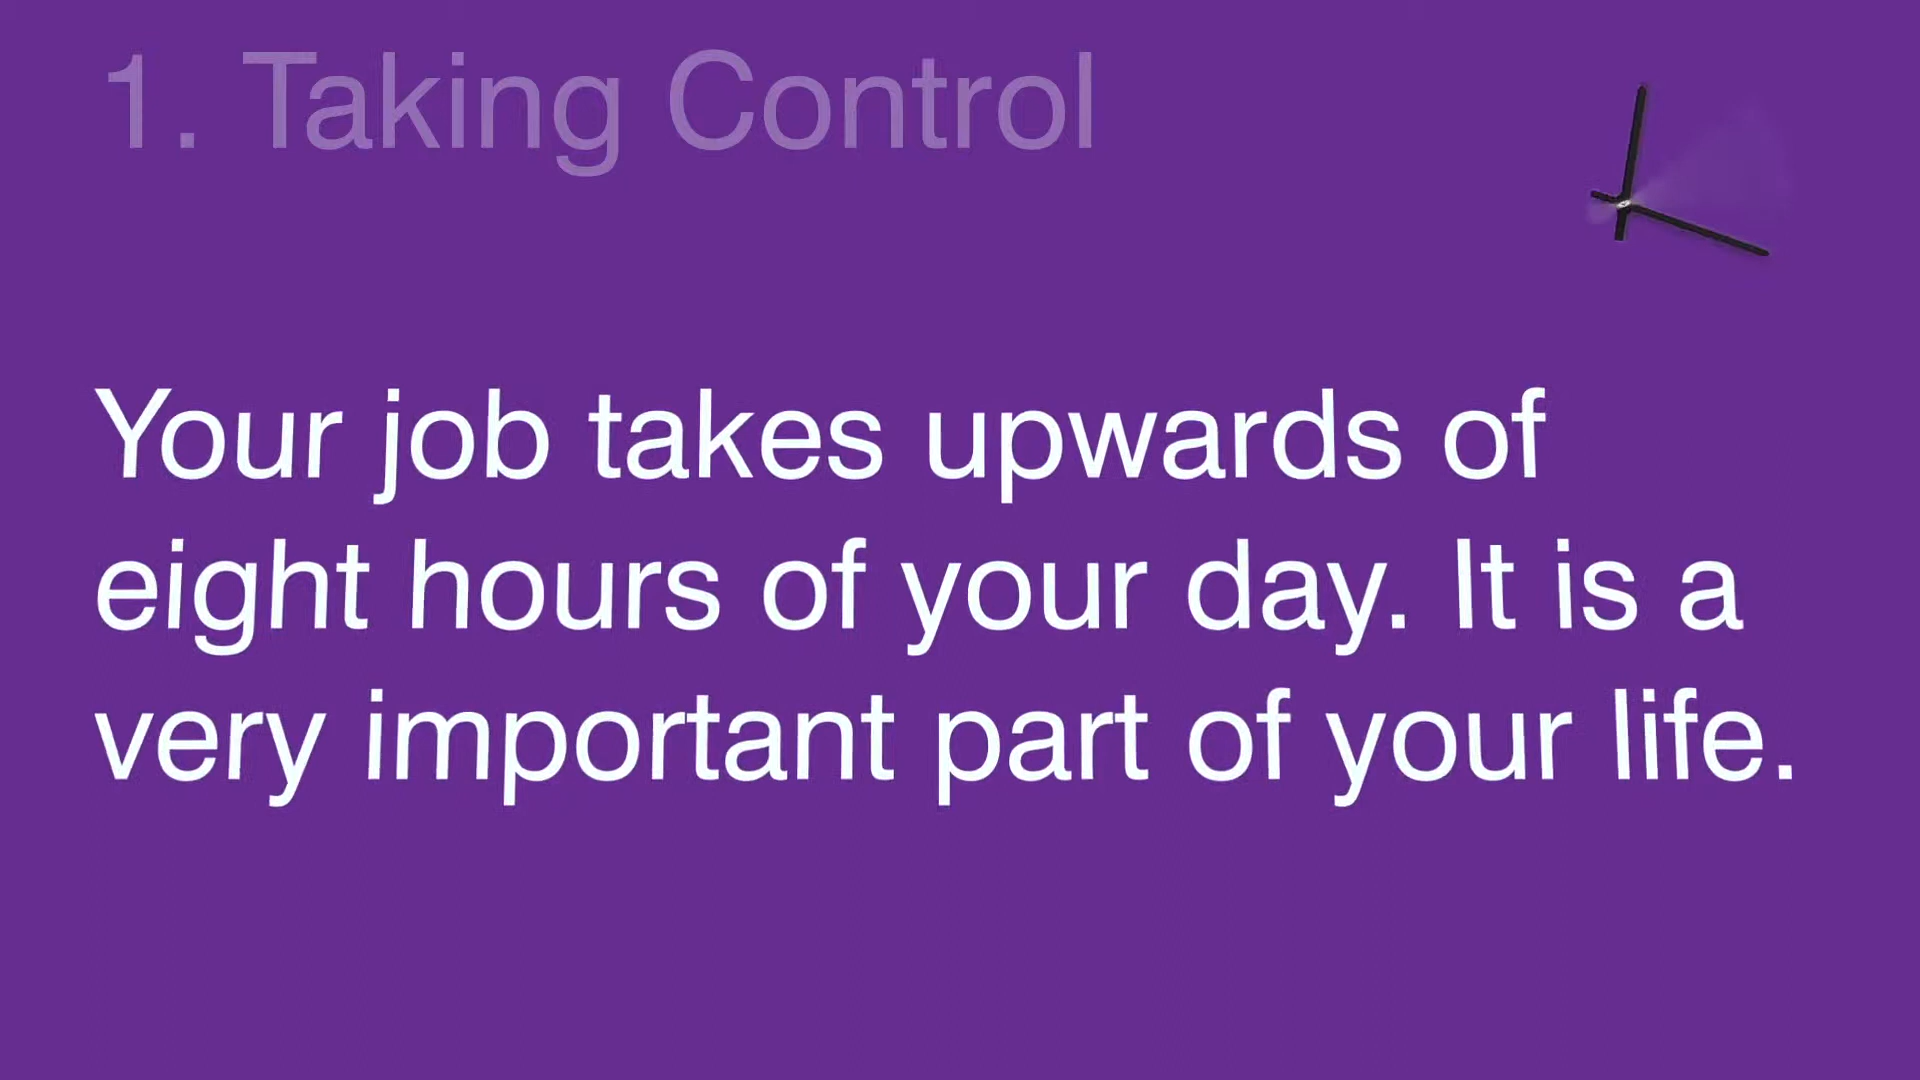 1. Taking Control
Your job takes upwards of
eight hours of your day. It is a
very important part of your life.